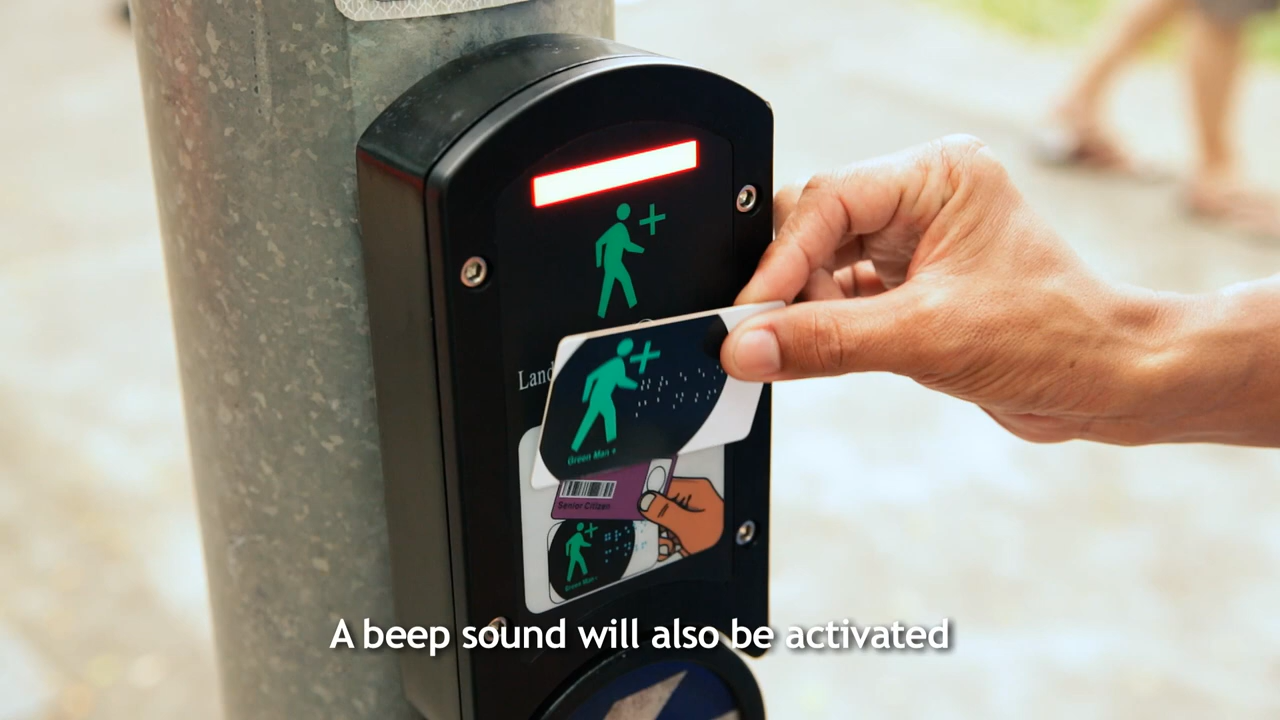 Land
Green Man +
Senior Citizen
Green Man +
A beep sound will also be activated